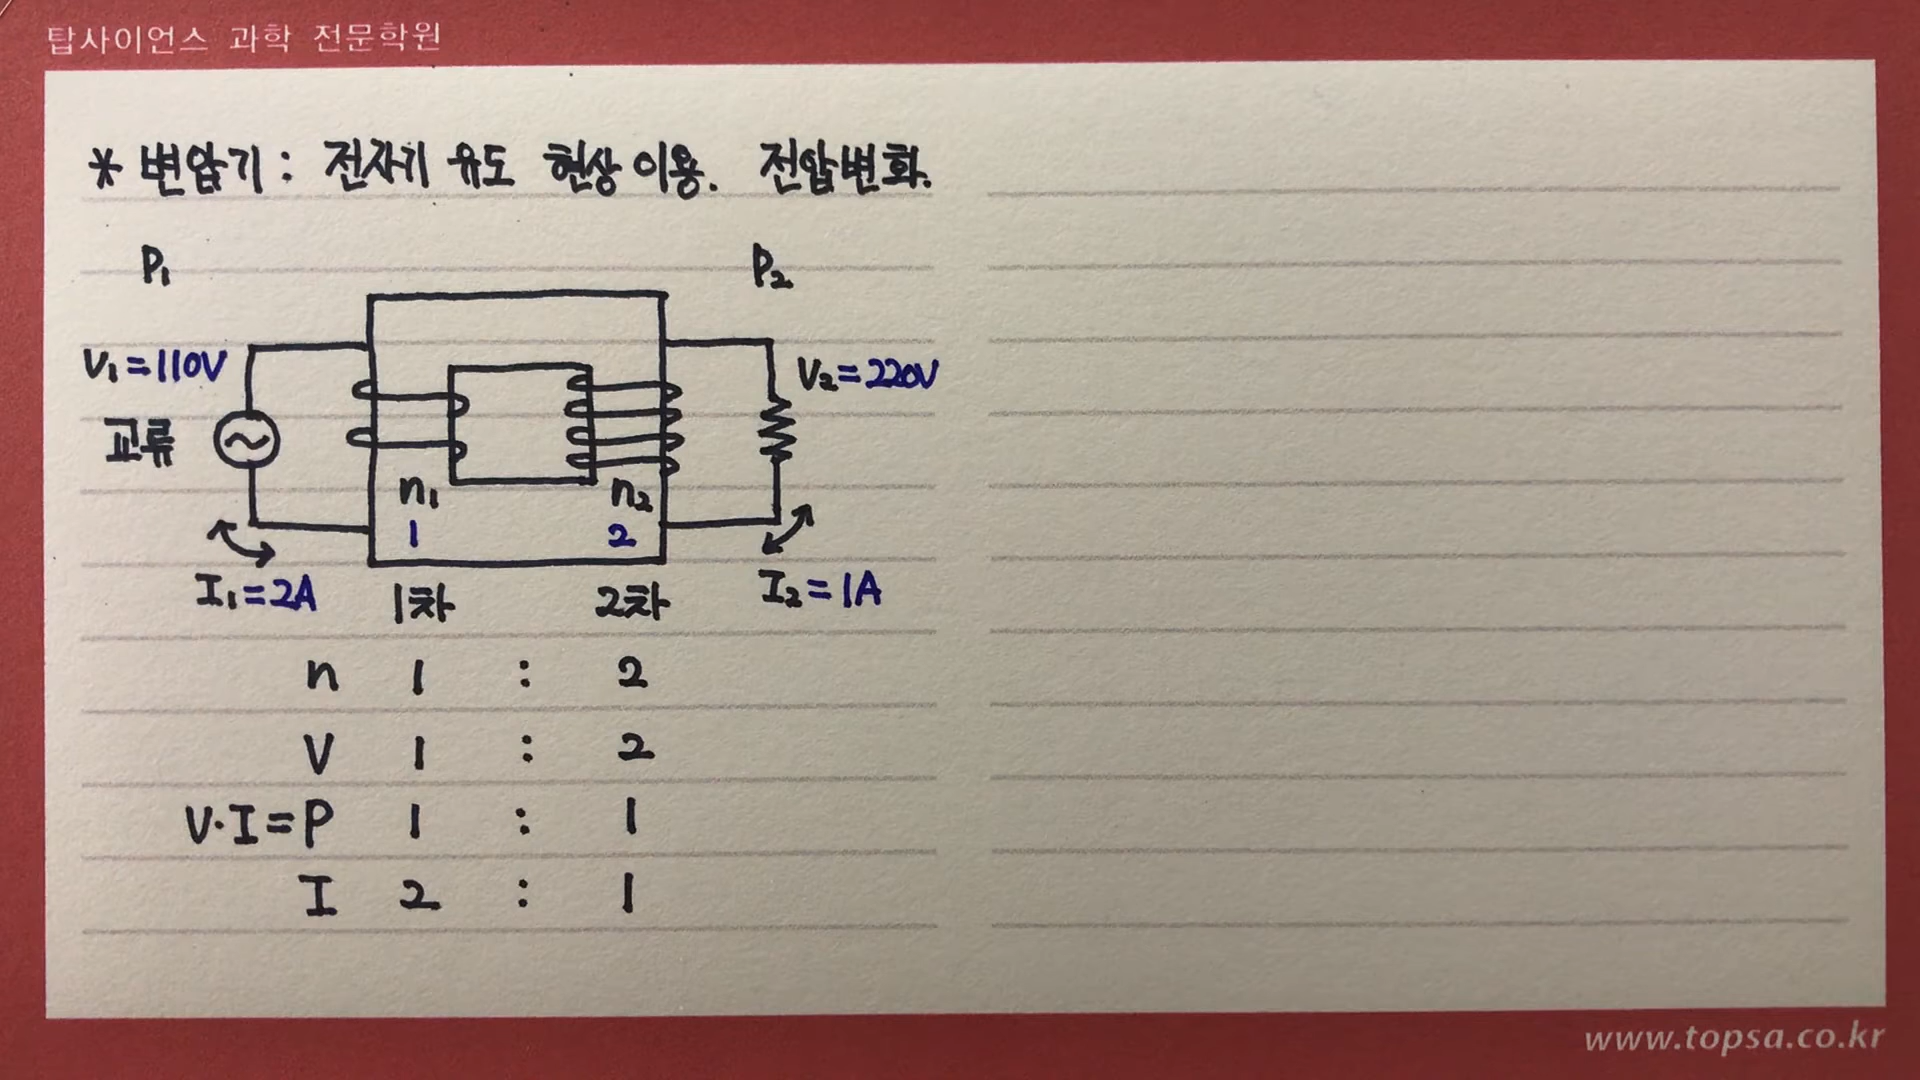 탑사이언스 과학 전문학원
* 변압기 : 전자기 유도 현상 이용. 전압변화.
P₁ P₂
V₁=110V V₂=220V
교류
n₁ n₂
1 2
I₁=2A 1차 2차 I₂=1A
n 1 : 2
V 1 : 2
V·I=P 1 : 1
I 2 : 1
www.topsa.co.kr